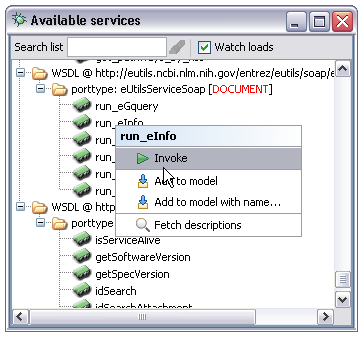 Available services
Search list
Watch loads
WSDL @ http://eutils.ncbi.nlm.nih.gov/entrez/eutils/soap/e
porttype: eUtilsServiceSoap [DOCUMENT]
run_eGquery
run_eInfo
run_
run_eInfo
run_
Invoke
run_
Add to model
run_
WSDL @ http
Add to model with name...
porttype
Fetch descriptions
isServiceAlive
getSoftwareVersion
getSpecVersion
idSearch
idSearchAttachment